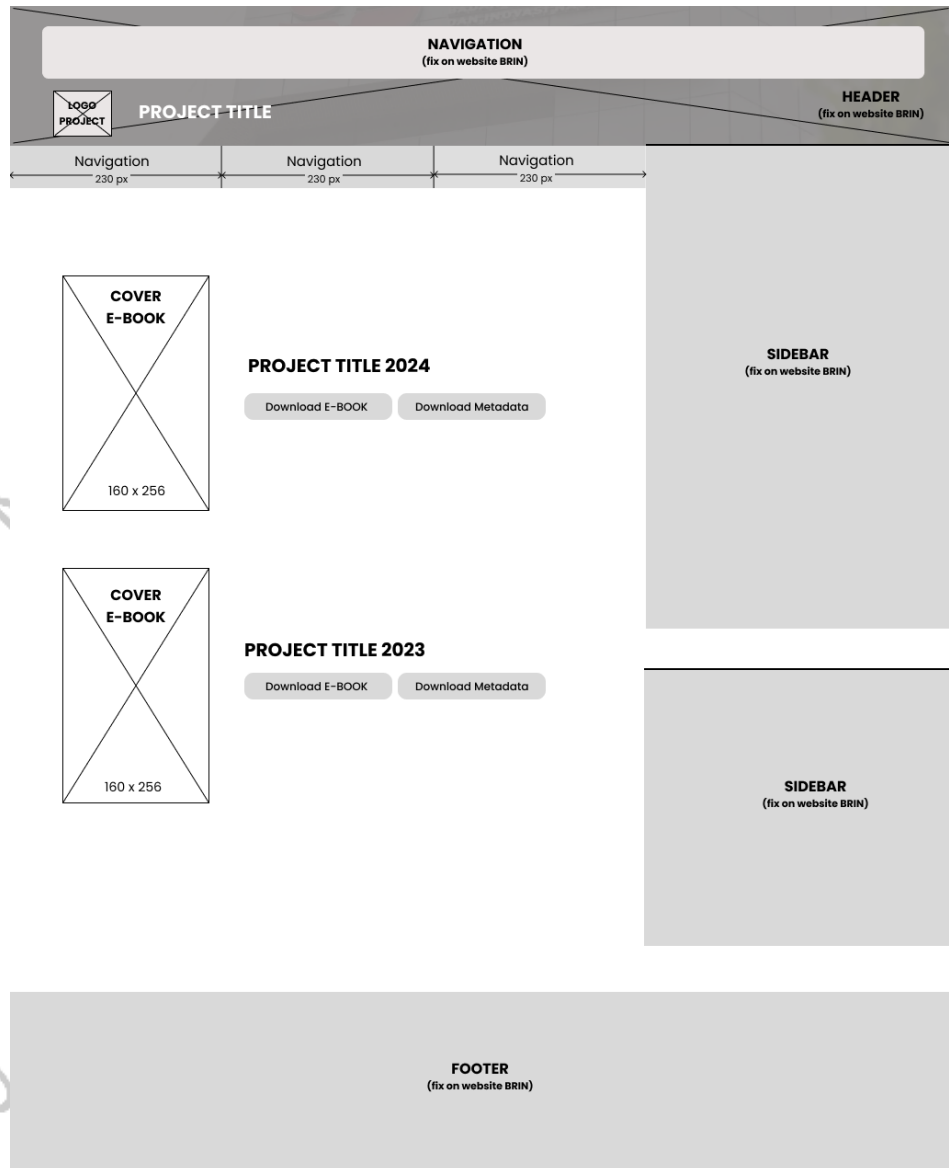 NAVIGATION
(fix on website BRIN)
LOGO
PROJECT
PROJECT TITLE
HEADER
(fix on website BRIN)
Navigation
230 px
Navigation
230 px
Navigation
230 px
COVER
E-BOOK
160 x 256
PROJECT TITLE 2024
Download E-BOOK
Download Metadata
SIDEBAR
(fix on website BRIN)
COVER
E-BOOK
160 x 256
PROJECT TITLE 2023
Download E-BOOK
Download Metadata
SIDEBAR
(fix on website BRIN)
FOOTER
(fix on website BRIN)